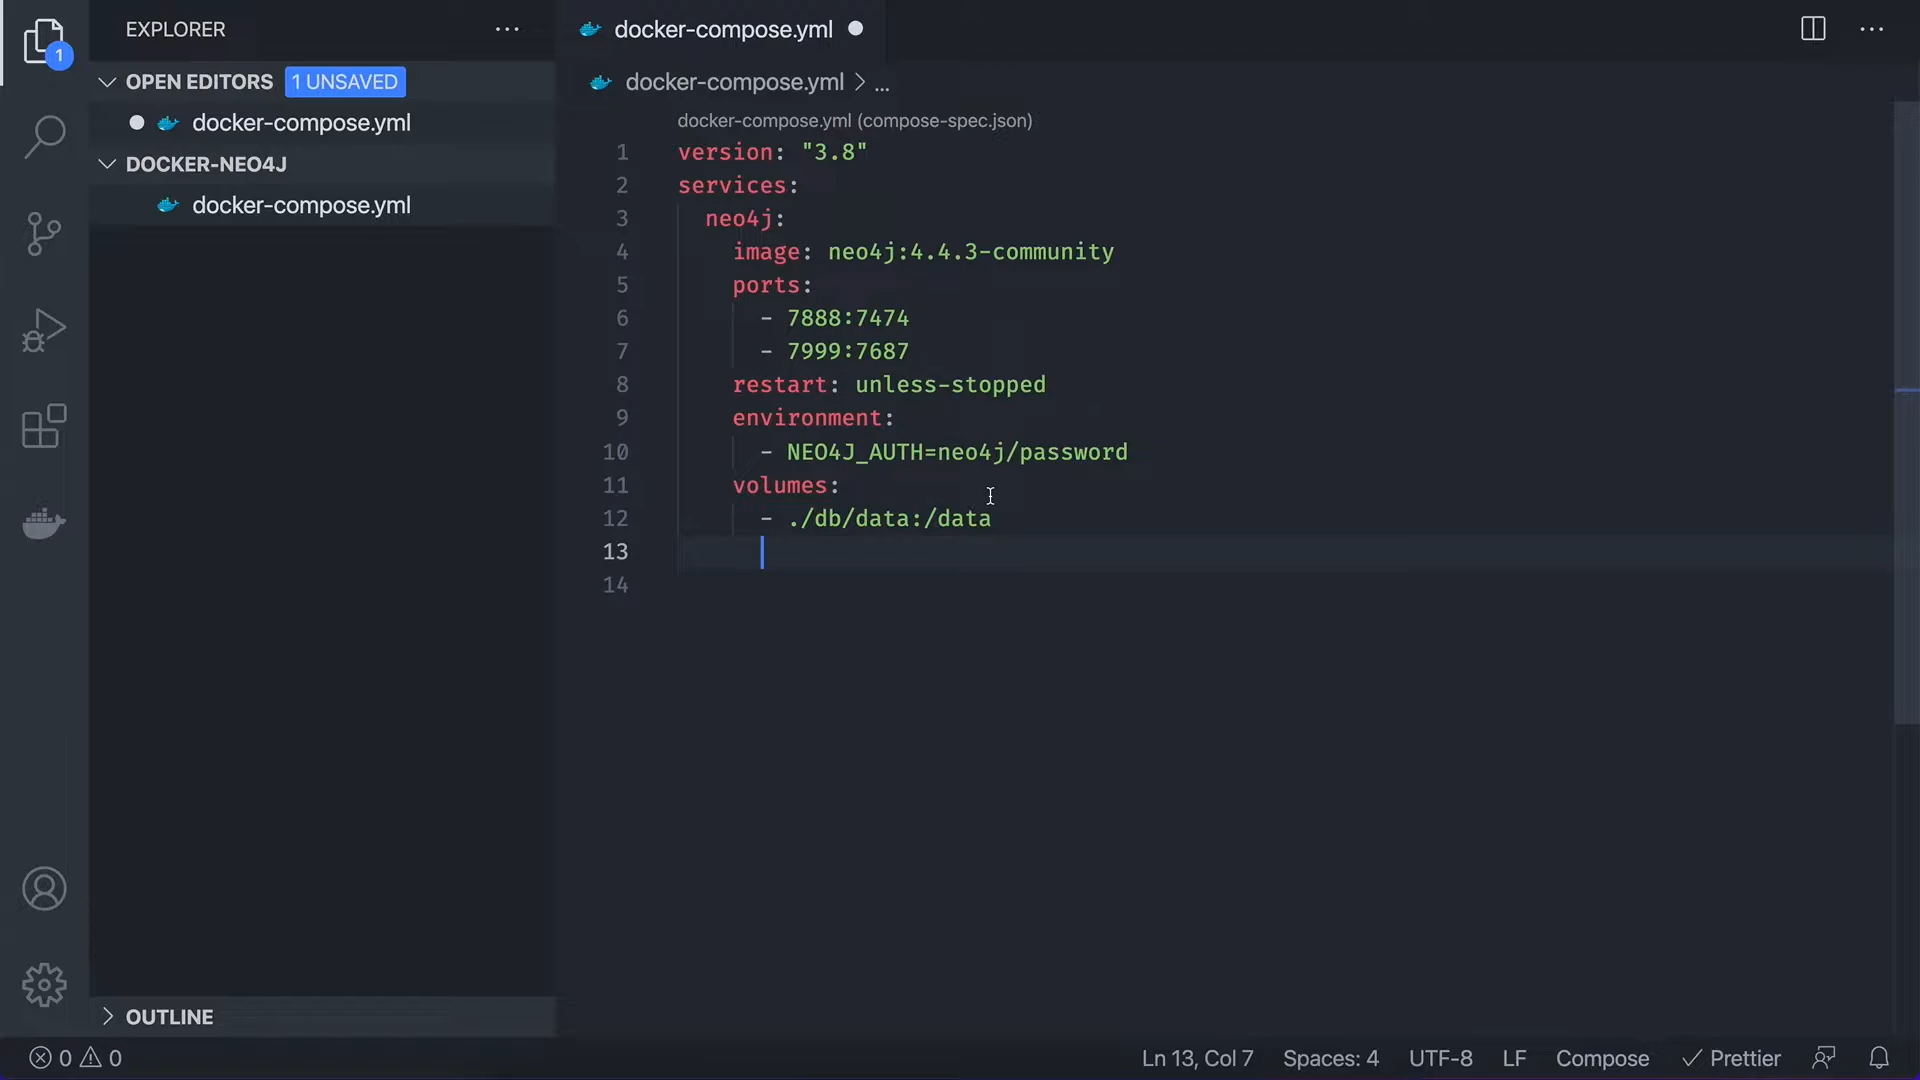 EXPLORER
OPEN EDITORS 1 UNSAVED
docker-compose.yml
DOCKER-NEO4J
docker-compose.yml
OUTLINE
1
docker-compose.yml
docker-compose.yml > ...
docker-compose.yml (compose-spec.json)
1 version: "3.8"
2 services:
3 neo4j:
4 image: neo4j:4.4.3-community
5 ports:
6 - 7888:7474
7 - 7999:7687
8 restart: unless-stopped
9 environment:
10 - NEO4J_AUTH=neo4j/password
11 volumes:
12 - ./db/data:/data
13
14
0 0 Ln 13, Col 7 Spaces: 4 UTF-8 LF Compose Prettier